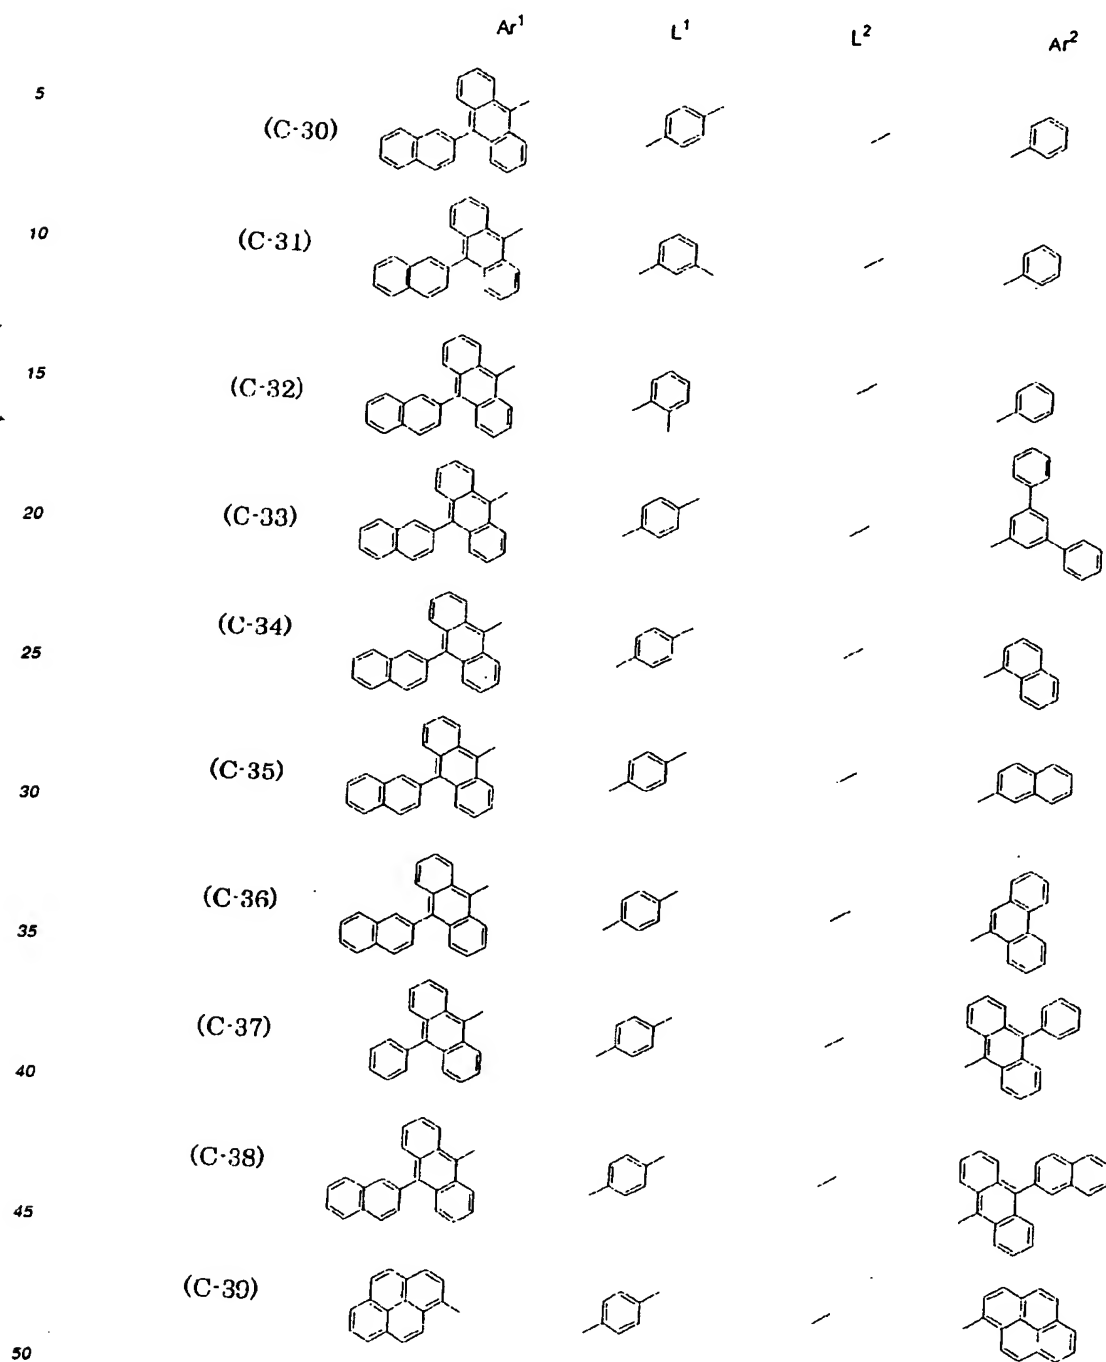 Ar¹ L¹ L² Ar²
5
(C-30)
10
(C-31)
15
(C-32)
20
(C-33)
25
(C-34)
30
(C-35)
35
(C-36)
40
(C-37)
45
(C-38)
50
(C-39)